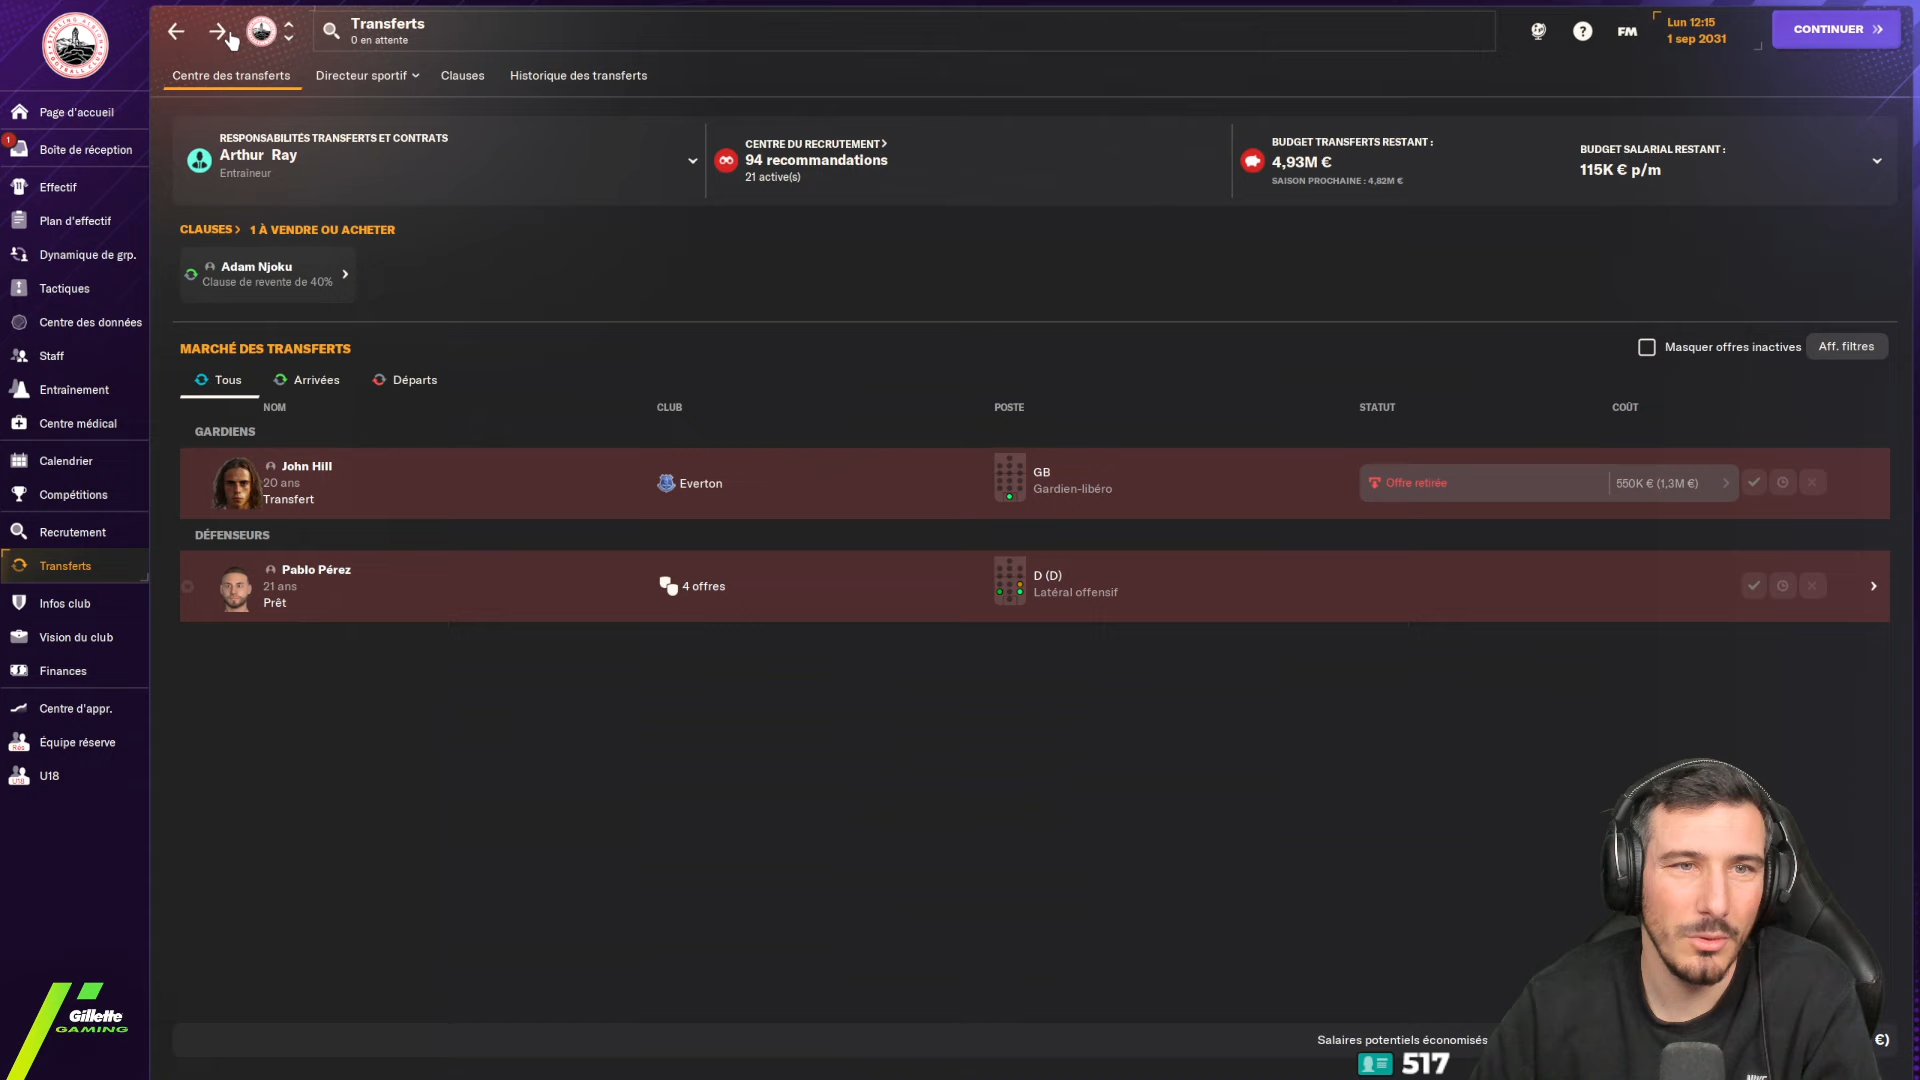 Transferts
0 en attente
FM
Lun 12:15
1 sep 2031
CONTINUER
Centre des transferts
Directeur sportif
Clauses
Historique des transferts
Page d'accueil
1
Boîte de réception
Effectif
Plan d'effectif
Dynamique de grp.
Tactiques
Centre des données
Staff
Entraînement
Centre médical
Calendrier
Compétitions
Recrutement
Transferts
Infos club
Vision du club
Finances
Centre d'appr.
Équipe réserve
U18
RESPONSABILITÉS TRANSFERTS ET CONTRATS
Arthur Ray
Entraîneur
CENTRE DU RECRUTEMENT
94 recommandations
21 active(s)
BUDGET TRANSFERTS RESTANT :
4,93M €
SAISON PROCHAINE : 4,82M €
BUDGET SALARIAL RESTANT :
115K € p/m
CLAUSES
1 À VENDRE OU ACHETER
Adam Njoku
Clause de revente de 40%
MARCHÉ DES TRANSFERTS
Masquer offres inactives
Aff. filtres
Tous
Arrivées
Départs
NOM
CLUB
POSTE
STATUT
COÛT
GARDIENS
John Hill
20 ans
Transfert
Everton
GB
Gardien-libéro
Offre retirée
550K € (1,3M €)
DÉFENSEURS
Pablo Pérez
21 ans
Prêt
4 offres
D (D)
Latéral offensif
Salaires potentiels économisés
€)
517
Gillette
GAMING